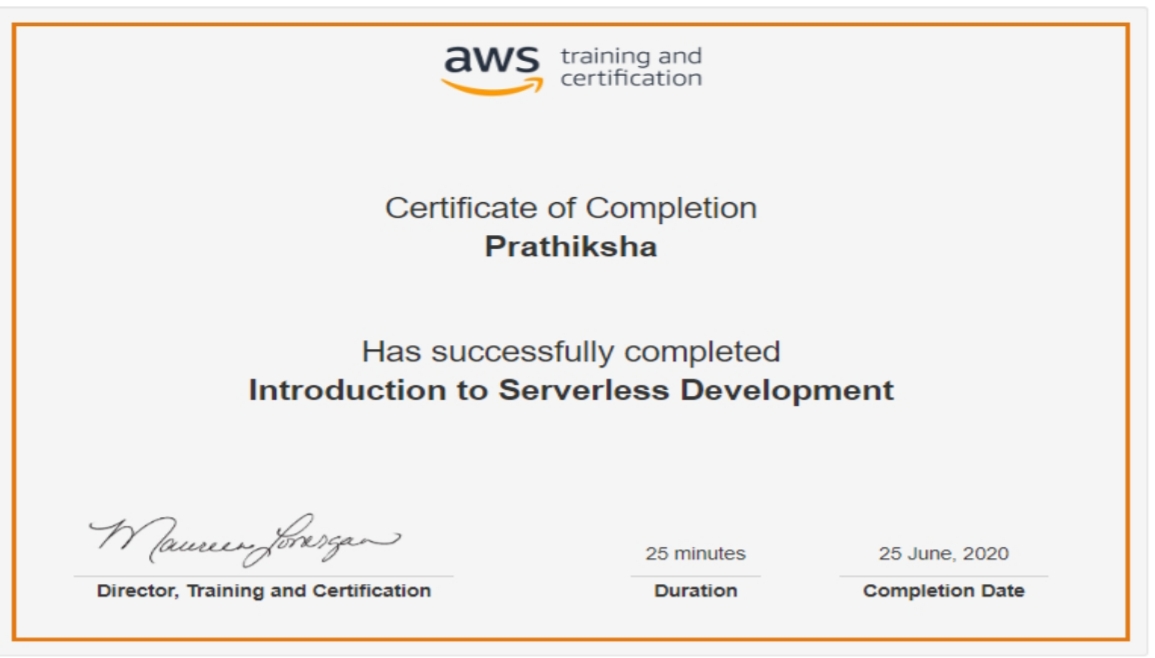 aws training and
certification
Certificate of Completion
Prathiksha
Has successfully completed
Introduction to Serverless Development
Maureen Lonergan
Director, Training and Certification
25 minutes
Duration
25 June, 2020
Completion Date